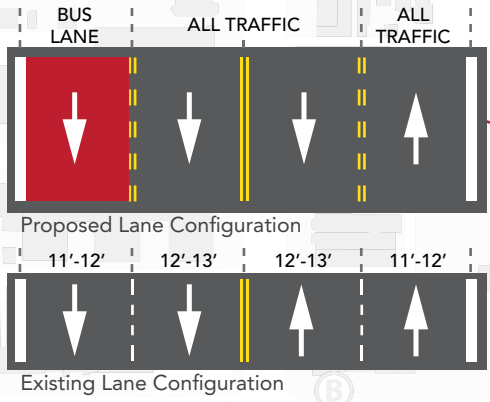 BUS
LANE
ALL TRAFFIC
ALL
TRAFFIC
Proposed Lane Configuration
11’-12’ 12’-13’ 12’-13’ 11’-12’
Existing Lane Configuration
B